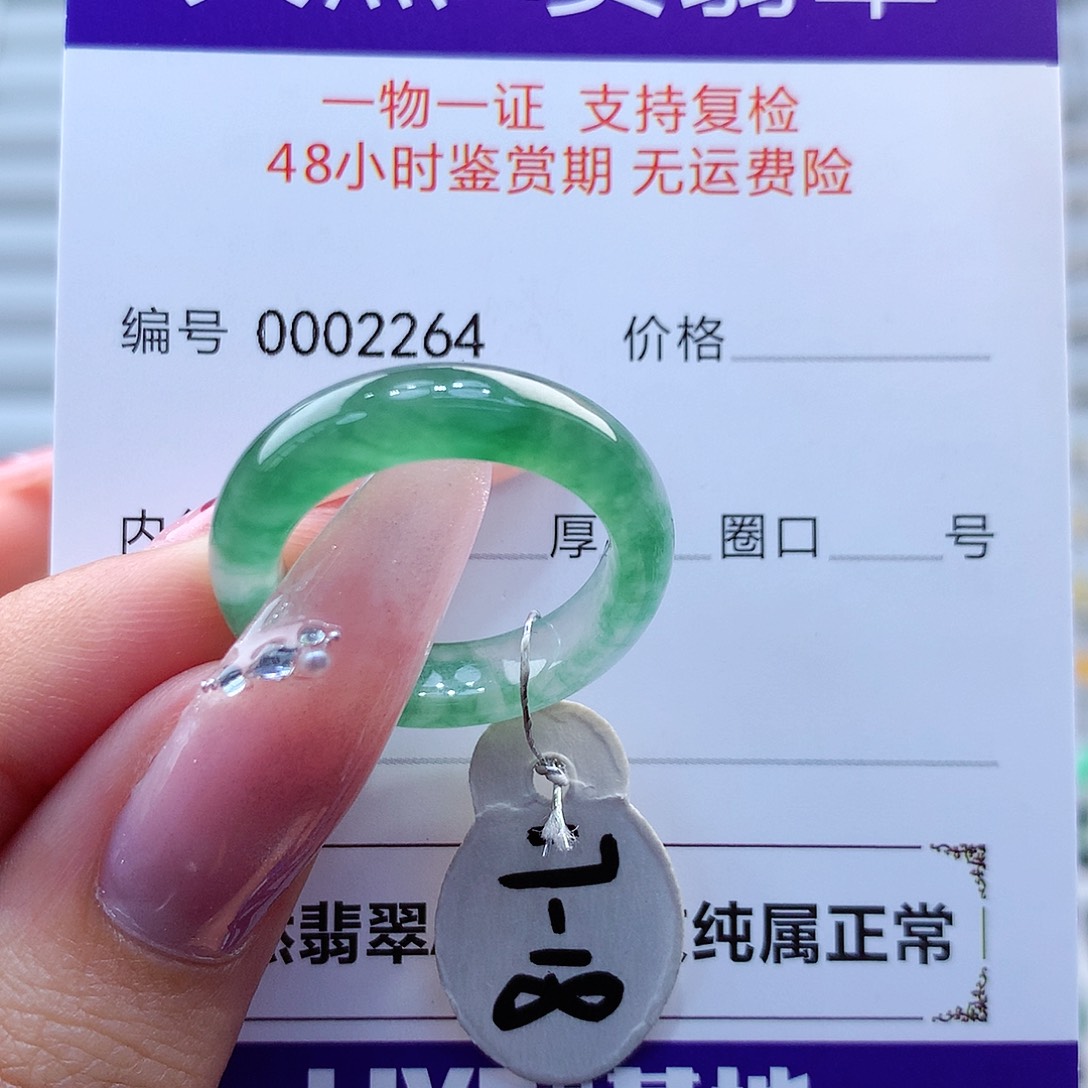 一物一证 支持复检
48小时鉴赏期 无运费险
编号 0002264 价格
内 厚 圈口 号
翡翠 纯属正常
7-8